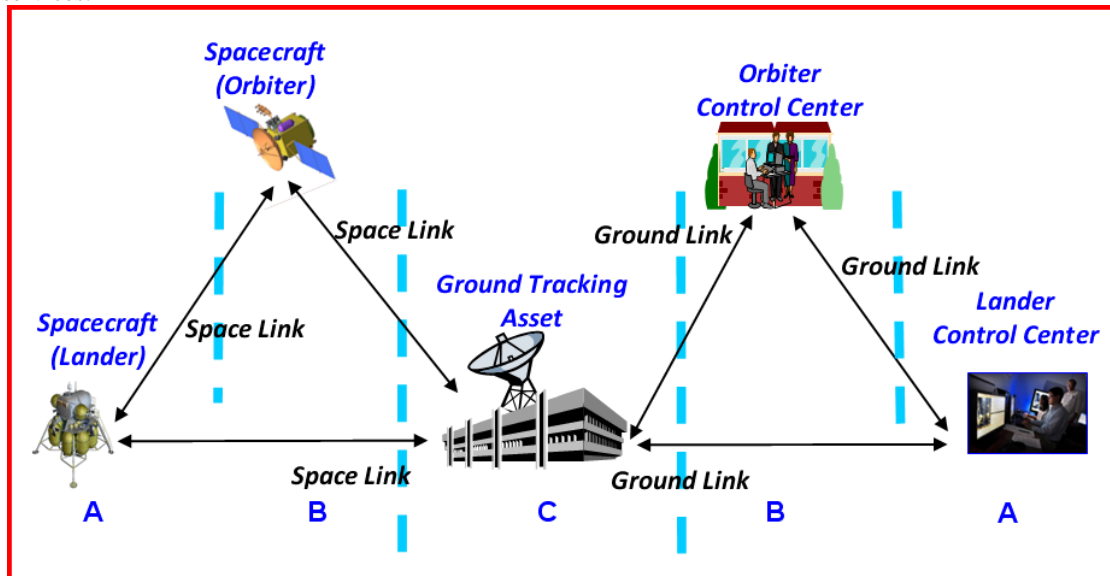 Spacecraft
(Orbiter)
Orbiter
Control Center
Space Link
Ground Link
Ground Link
Ground Tracking
Asset
Lander
Control Center
Spacecraft
(Lander)
Space Link
Space Link
Ground Link
A
B
C
B
A